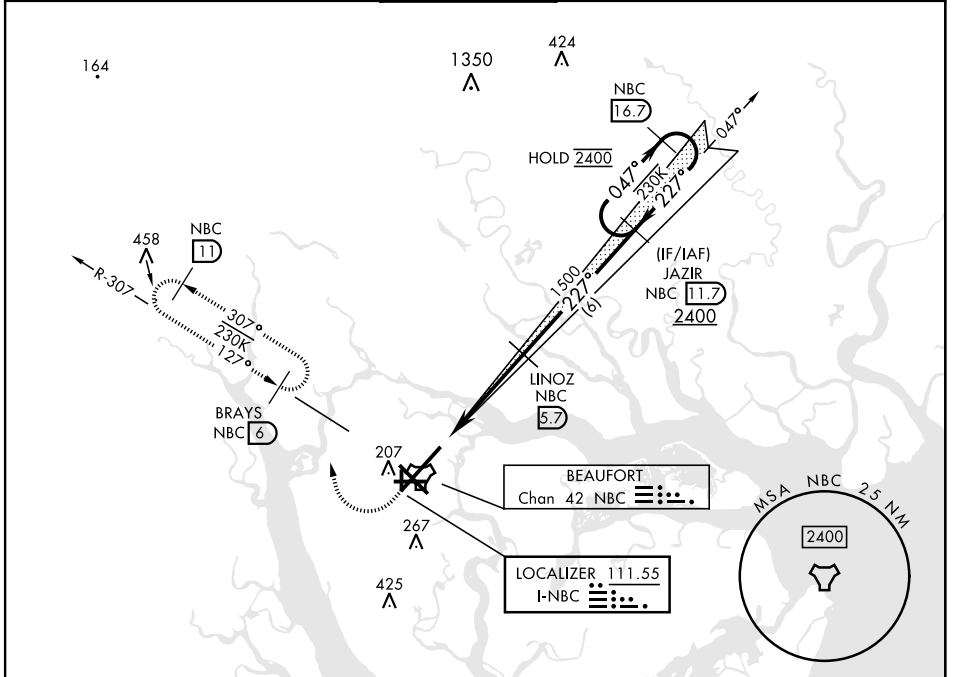 164
1350
424
NBC
16.7
047°
HOLD 2400
047°
230K
227°
(IF/IAF)
JAZIR
NBC 11.7
2400
1500
227°
(6)
LINOZ
NBC
5.7
458
NBC
11
R-307
307°
230K
127°
BRAYS
NBC 6
207
267
425
BEAUFORT
Chan 42 NBC
LOCALIZER 111.55
I-NBC
MSA NBC 25 NM
2400